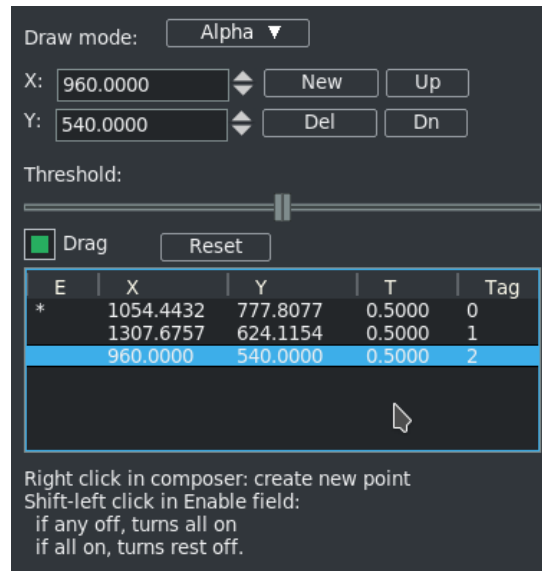 Draw mode: Alpha ▼
X: 960.0000 New Up
Y: 540.0000 Del Dn
Threshold:
Drag Reset
E X Y T Tag
* 1054.4432 777.8077 0.5000 0
1307.6757 624.1154 0.5000 1
960.0000 540.0000 0.5000 2
Right click in composer: create new point
Shift-left click in Enable field:
if any off, turns all on
if all on, turns rest off.